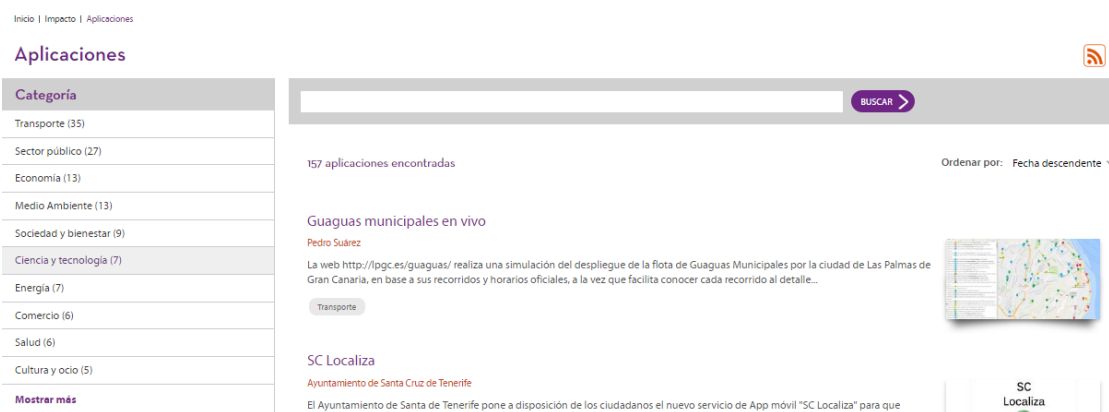 Inicio | Impacto | Aplicaciones
Aplicaciones
Categoría
Transporte (35)
Sector público (27)
Economía (13)
Medio Ambiente (13)
Sociedad y bienestar (9)
Ciencia y tecnología (7)
Energía (7)
Comercio (6)
Salud (6)
Cultura y ocio (5)
Mostrar más
BUSCAR
157 aplicaciones encontradas
Ordenar por: Fecha descendente
Guaguas municipales en vivo
Pedro Suárez
La web http://lpgc.es/guaguas/ realiza una simulación del despliegue de la flota de Guaguas Municipales por la ciudad de Las Palmas de
Gran Canaria, en base a sus recorridos y horarios oficiales, a la vez que facilita conocer cada recorrido al detalle...
Transporte
SC Localiza
Ayuntamiento de Santa Cruz de Tenerife
El Ayuntamiento de Santa de Tenerife pone a disposición de los ciudadanos el nuevo servicio de App móvil "SC Localiza" para que
SC
Localiza